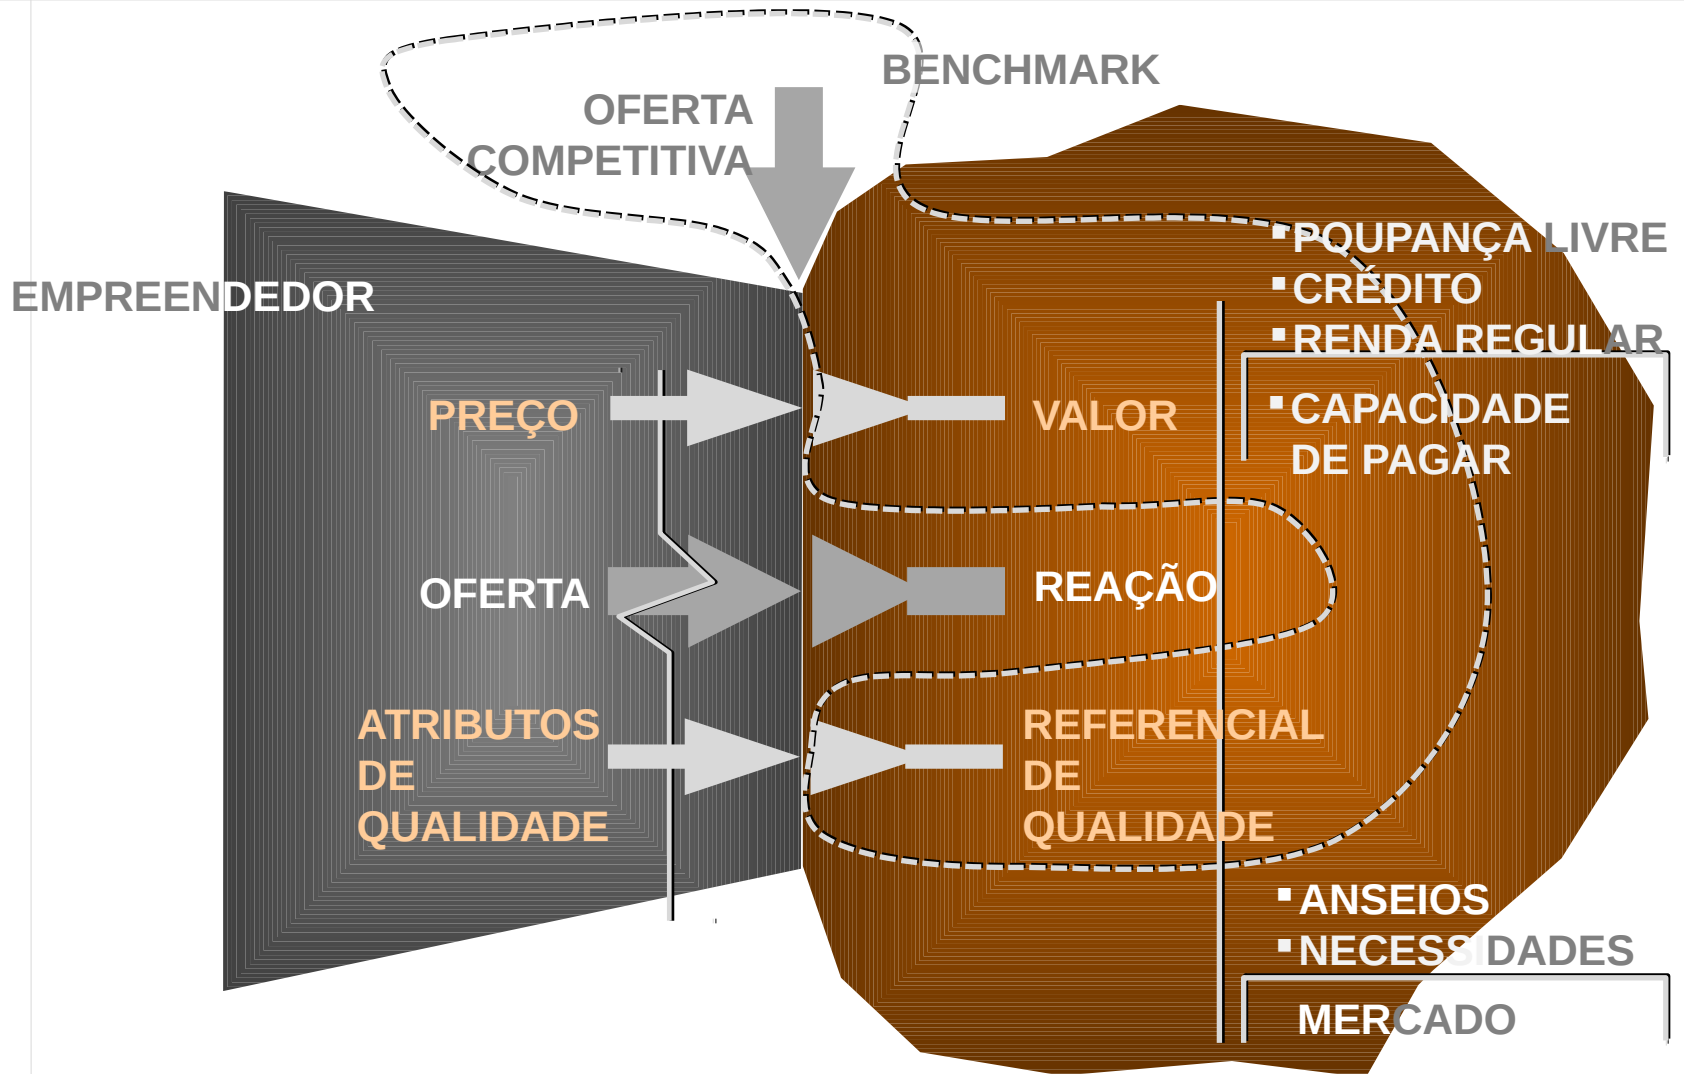 BENCHMARK
OFERTA
COMPETITIVA
EMPREENDEDOR
▪POUPANÇA LIVRE
▪CRÉDITO
▪RENDA REGULAR
PREÇO
VALOR
▪CAPACIDADE
DE PAGAR
OFERTA
REAÇÃO
ATRIBUTOS
DE
QUALIDADE
REFERENCIAL
DE
QUALIDADE
▪ANSEIOS
▪NECESSIDADES
MERCADO